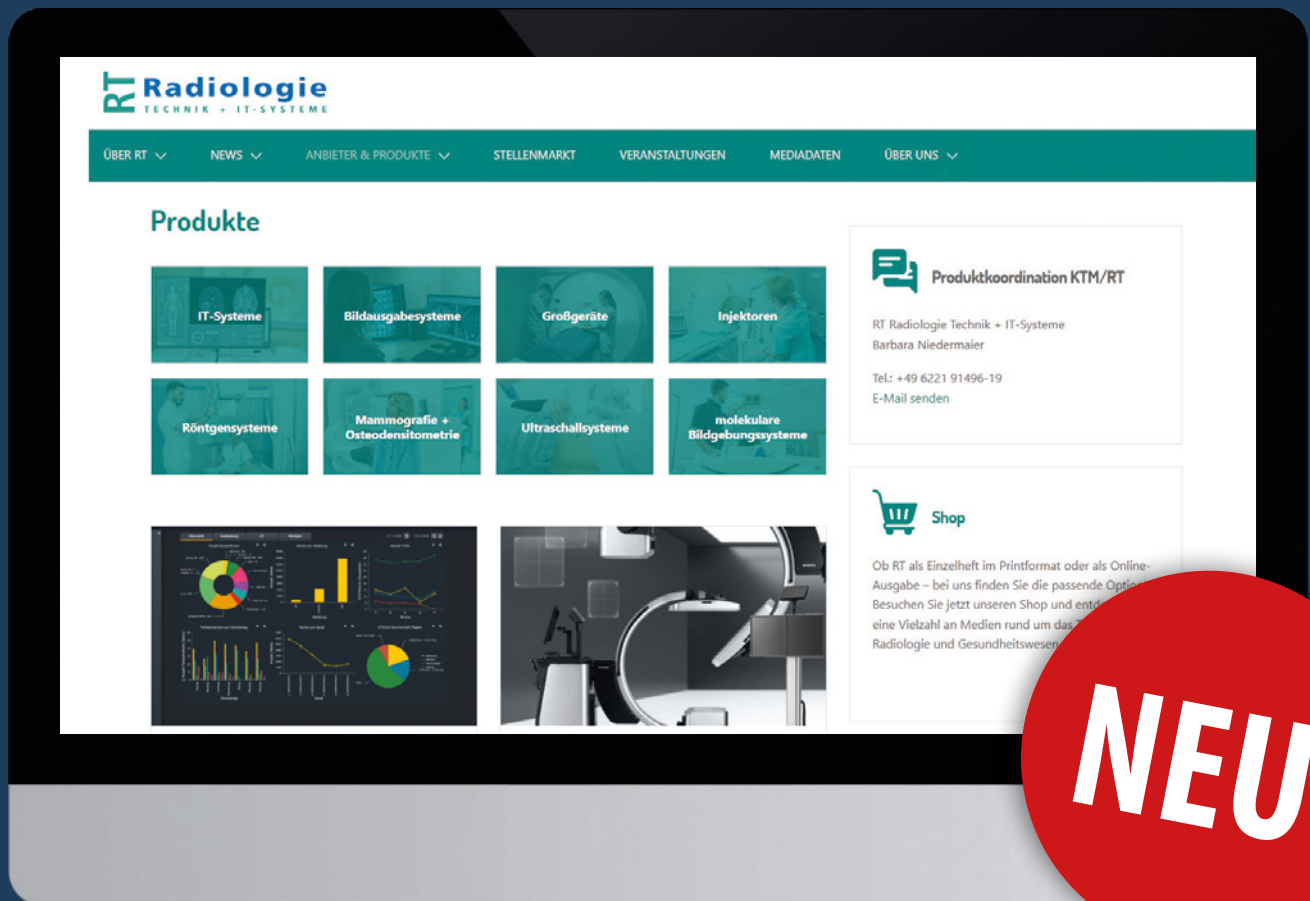 RT Radiologie
TECHNIK + IT-SYSTEME
ÜBER RT
NEWS
ANBIETER & PRODUKTE
STELLENMARKT
VERANSTALTUNGEN
MEDIADATEN
ÜBER UNS
Produkte
IT-Systeme
Bildausgabesysteme
Großgeräte
Injektoren
Röntgensysteme
Mammografie +
Osteodensitometrie
Ultraschallsysteme
molekulare
Bildgebungssysteme
Produktkoordination KTM/RT
RT Radiologie Technik + IT-Systeme
Barbara Niedermaier
Tel.: +49 6221 91496-19
E-Mail senden
Shop
Ob RT als Einzelheft im Printformat oder als Online-
Ausgabe – bei uns finden Sie die passende Option
Besuchen Sie jetzt unseren Shop und
eine Vielzahl an Medien rund um das
Radiologie und Gesundheitswesen
NEU